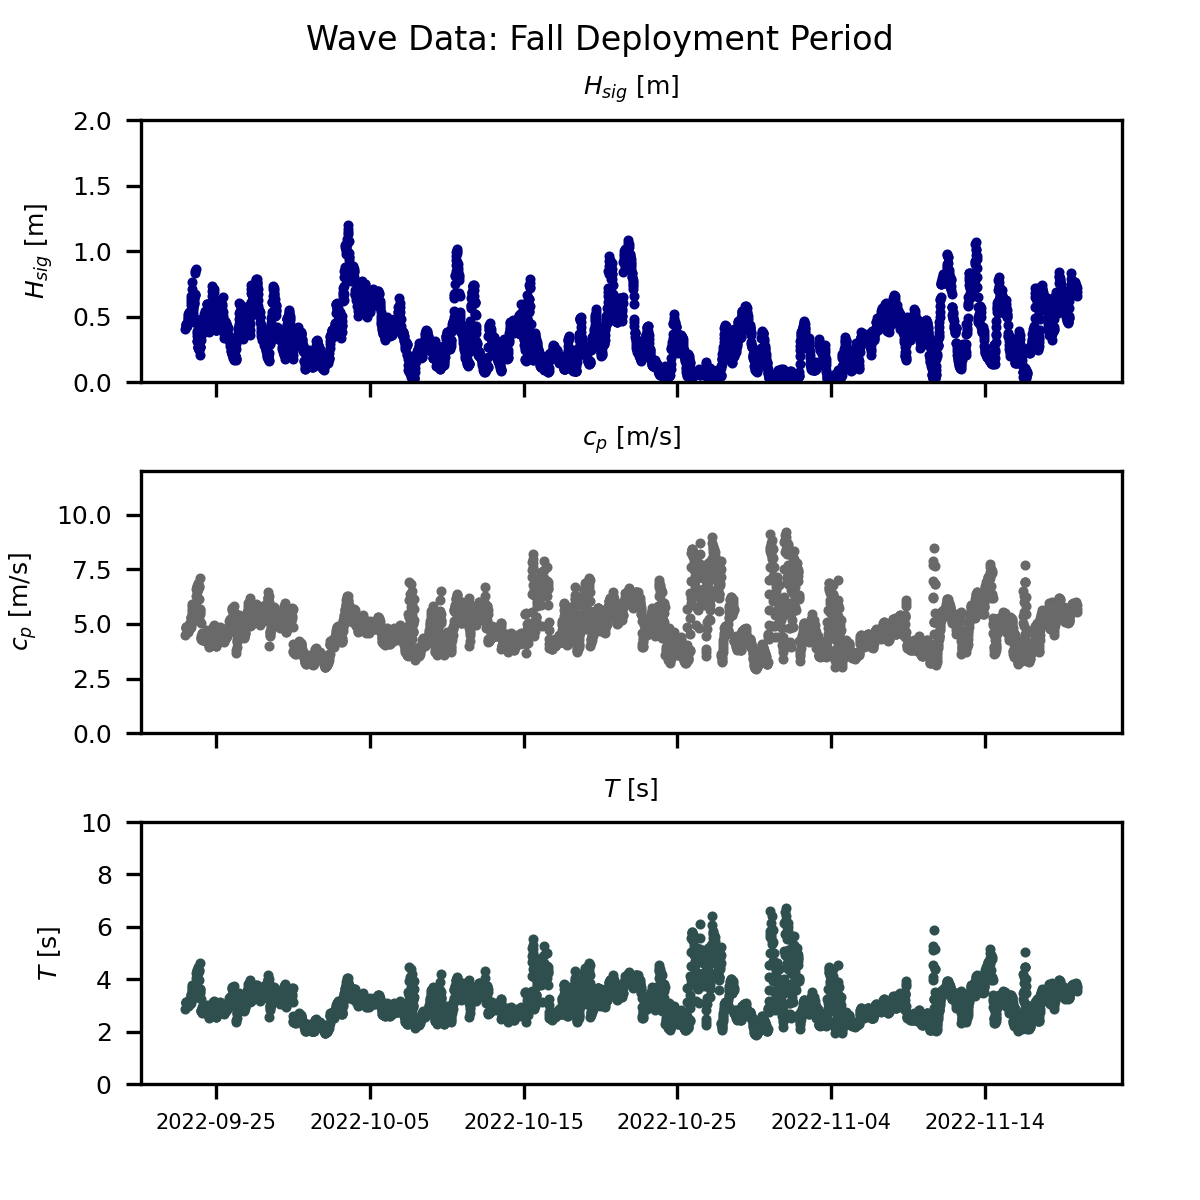 Wave Data: Fall Deployment Period
H_sig [m]
2.0
1.5
1.0
0.5
0.0
H_sig [m]
c_p [m/s]
10.0
7.5
5.0
2.5
0.0
c_p [m/s]
T [s]
10
8
6
4
2
0
T [s]
2022-09-25 2022-10-05 2022-10-15 2022-10-25 2022-11-04 2022-11-14